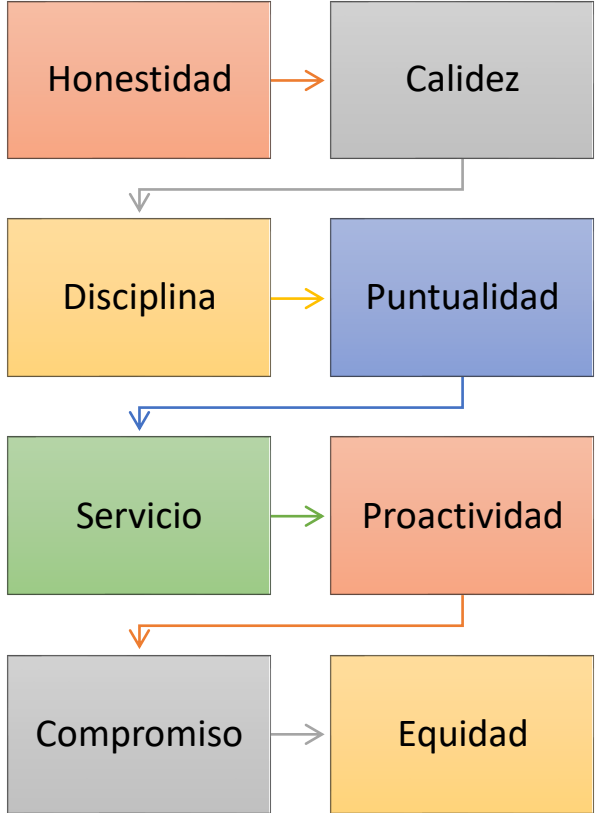 Honestidad
Calidez
Disciplina
Puntualidad
Servicio
Proactividad
Compromiso
Equidad